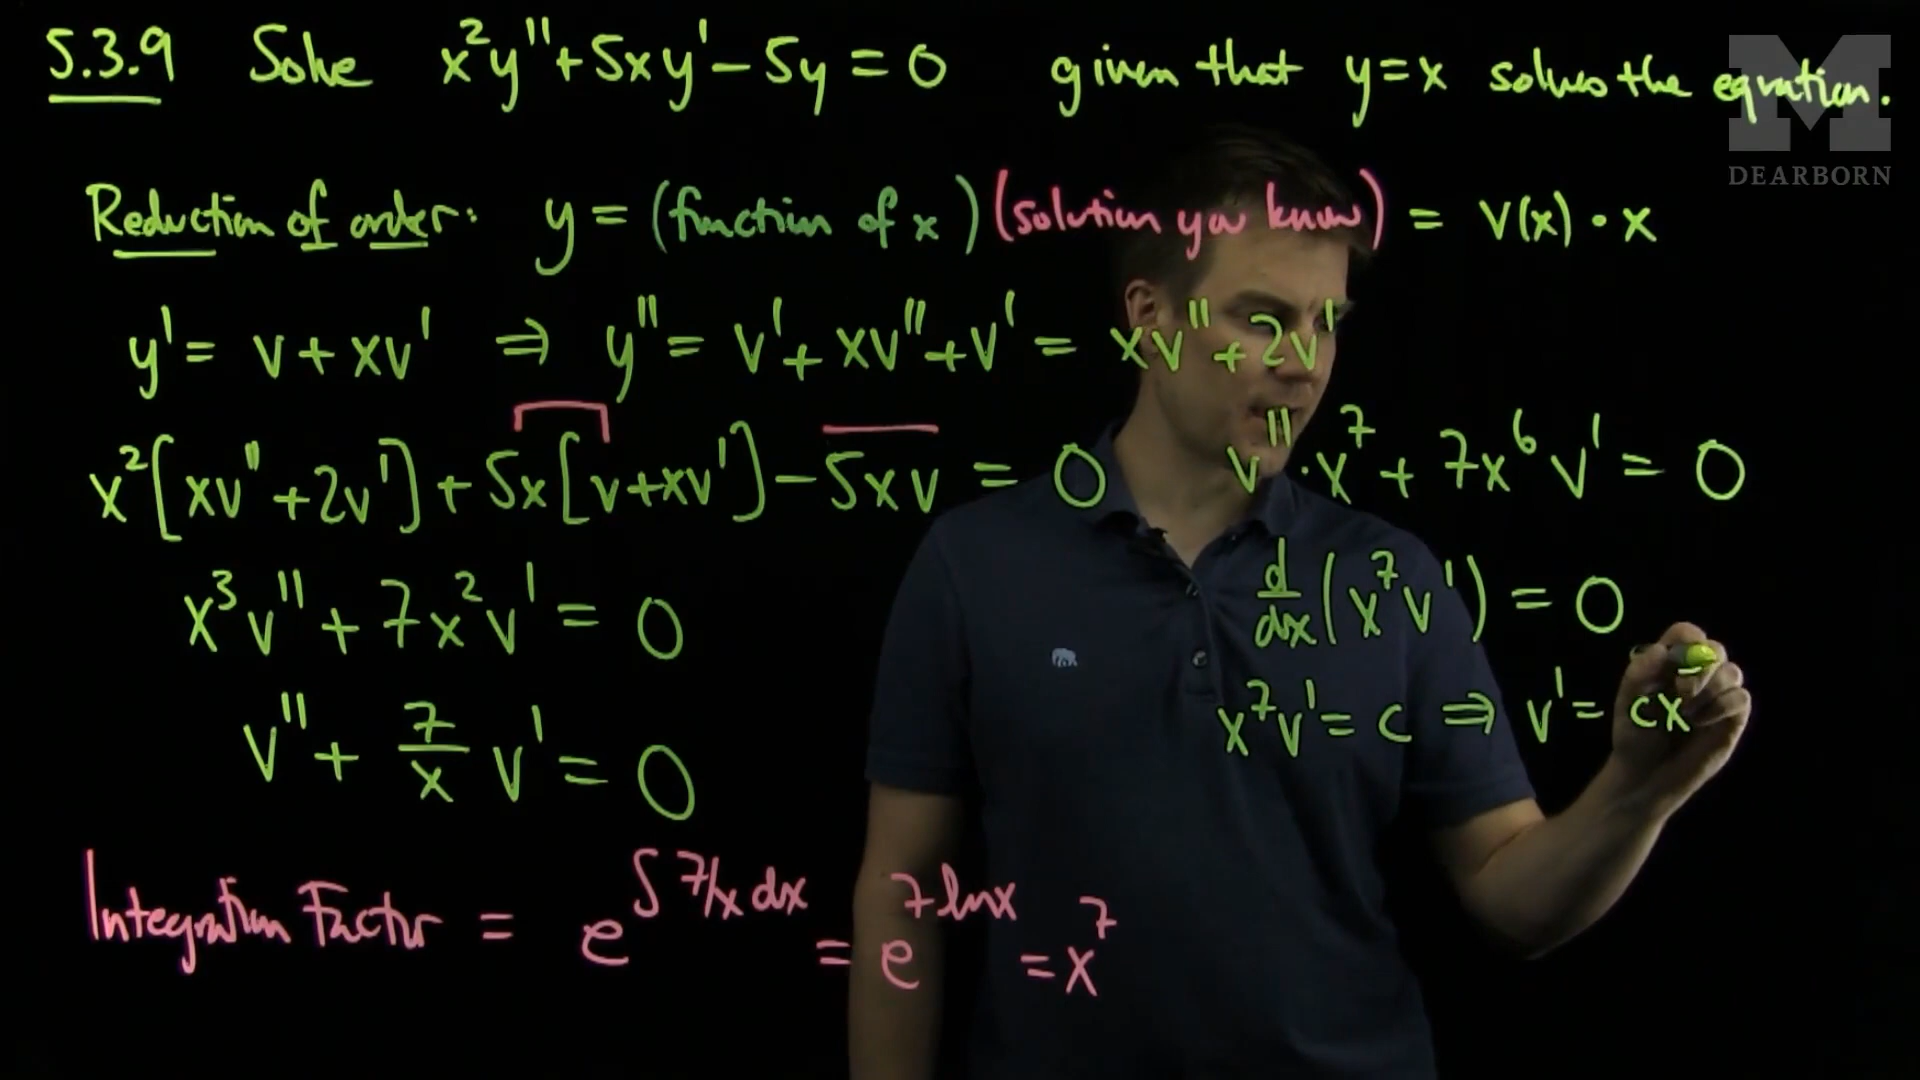 5.3.9 Solve x²y'' + 5xy' - 5y = 0 given that y = x solves the equation.
M
DEARBORN
Reduction of order: y = (function of x)(solution you know) = v(x) · x
y' = v + xv' ⇒ y'' = v' + xv'' + v' = xv'' + 2v'
x²[xv'' + 2v'] + 5x[v + xv'] - 5xv = 0
x³v'' + 7x²v' = 0
v'' + 7/x v' = 0
Integration Factor = e^∫7/x dx = e^7lnx = x⁷
v'' · x⁷ + 7x⁶v' = 0
d/dx (x⁷v') = 0
x⁷v' = c ⇒ v' = cx⁻